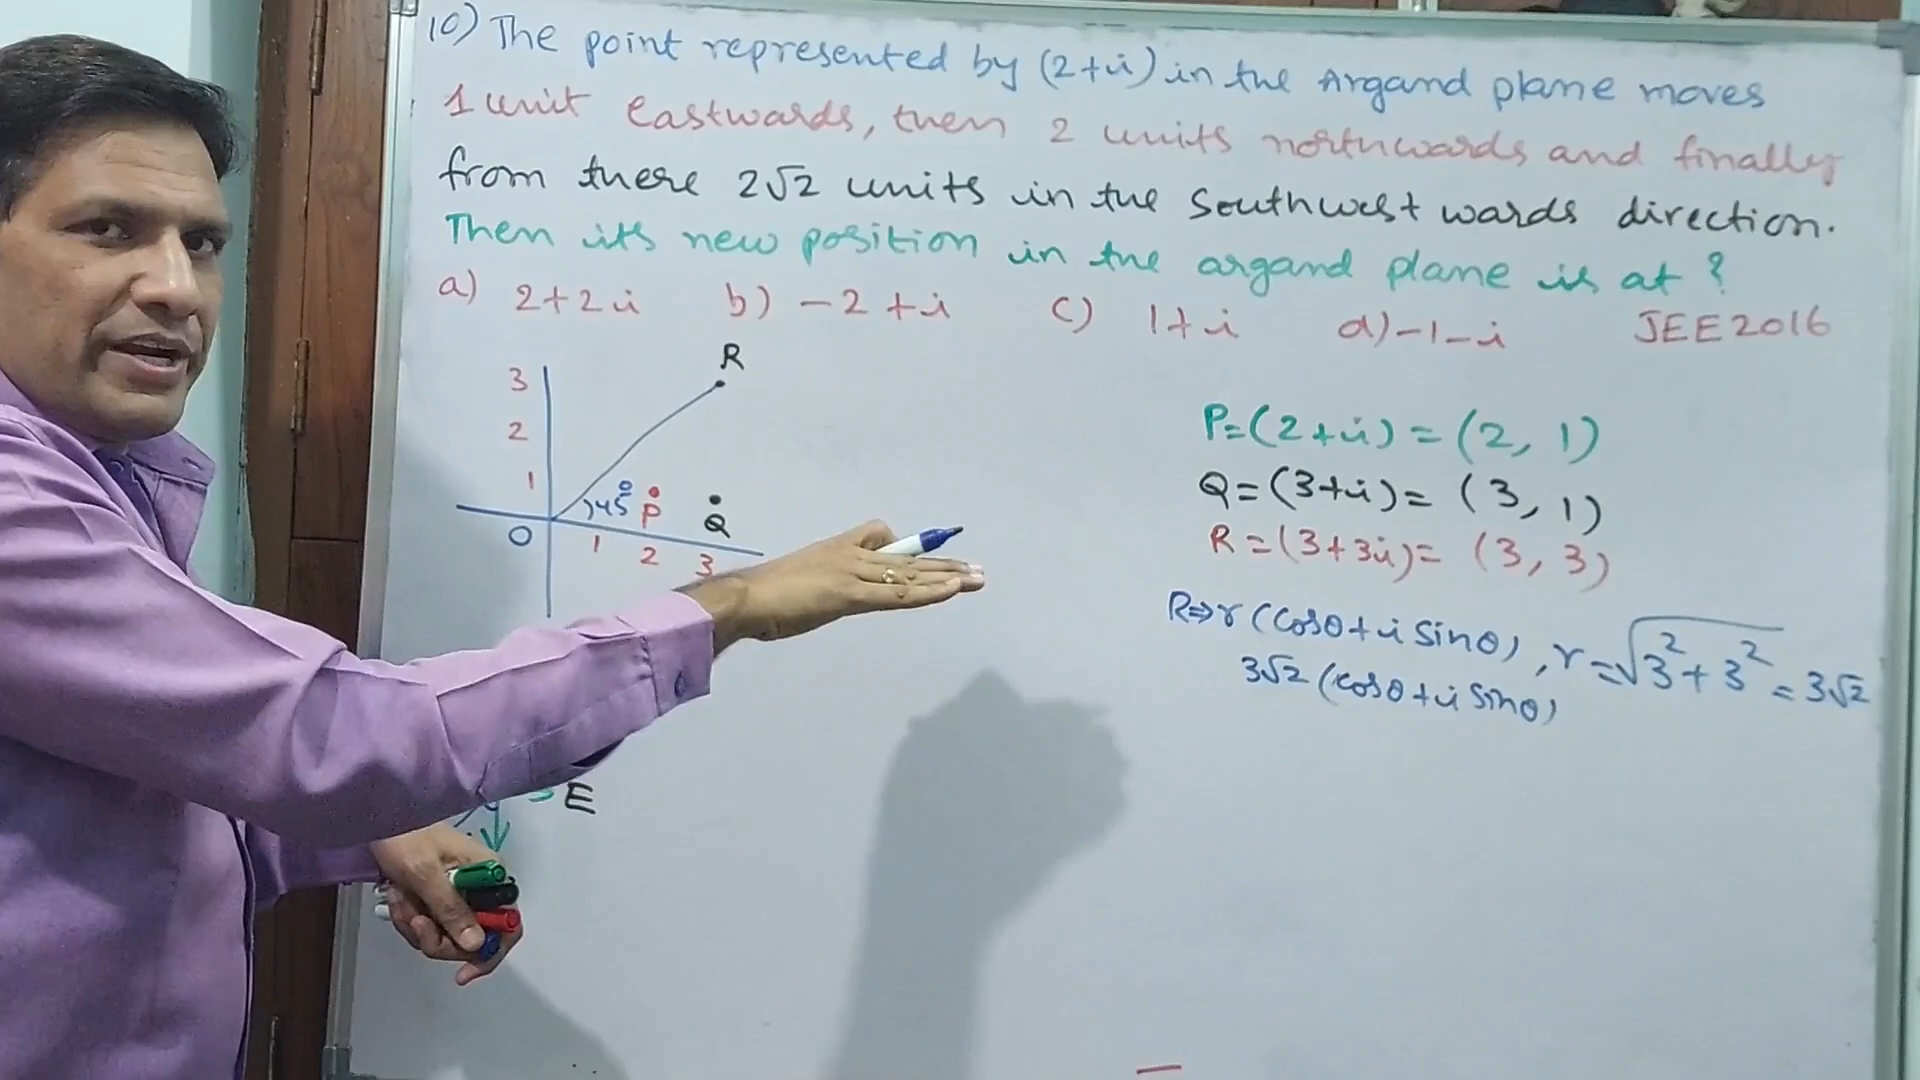 10) The point represented by (2+i) in the Argand plane moves
1 unit Eastwards, then 2 units northwards and finally
from there 2√2 units in the Southwest wards direction.
Then its new position in the argand plane is at ?
a) 2+2i b) -2+i c) 1+i d) -1-i JEE 2016
R
3
2
1
)45
P
Q
O
1 2 3
P=(2+i) = (2, 1)
Q=(3+i)= (3, 1)
R=(3+3i)= (3, 3)
R⇒r(cosθ+i sinθ), r=√3²+3² = 3√2
3√2 (cosθ+i sinθ)
E